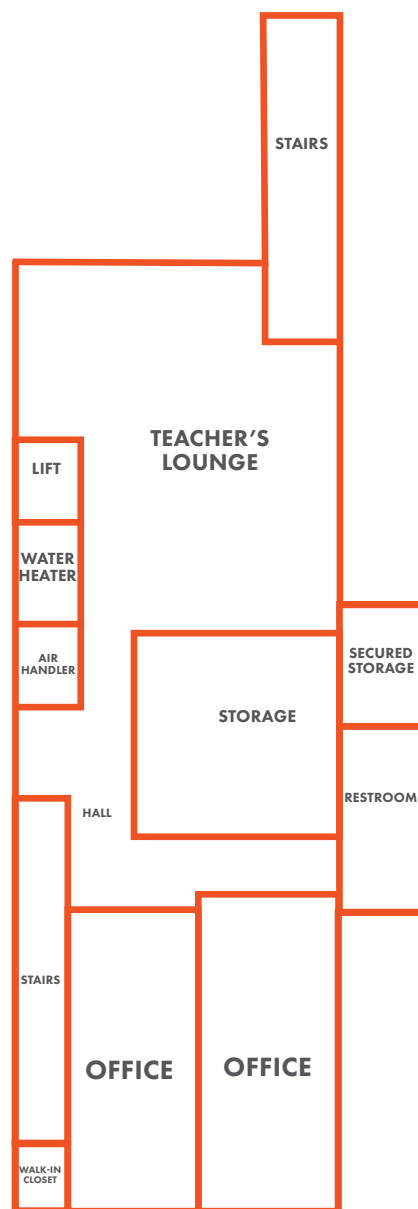 STAIRS
TEACHER'S
LOUNGE
LIFT
WATER
HEATER
AIR
HANDLER
SECURED
STORAGE
STORAGE
RESTROOM
HALL
STAIRS
OFFICE
OFFICE
WALK-IN
CLOSET